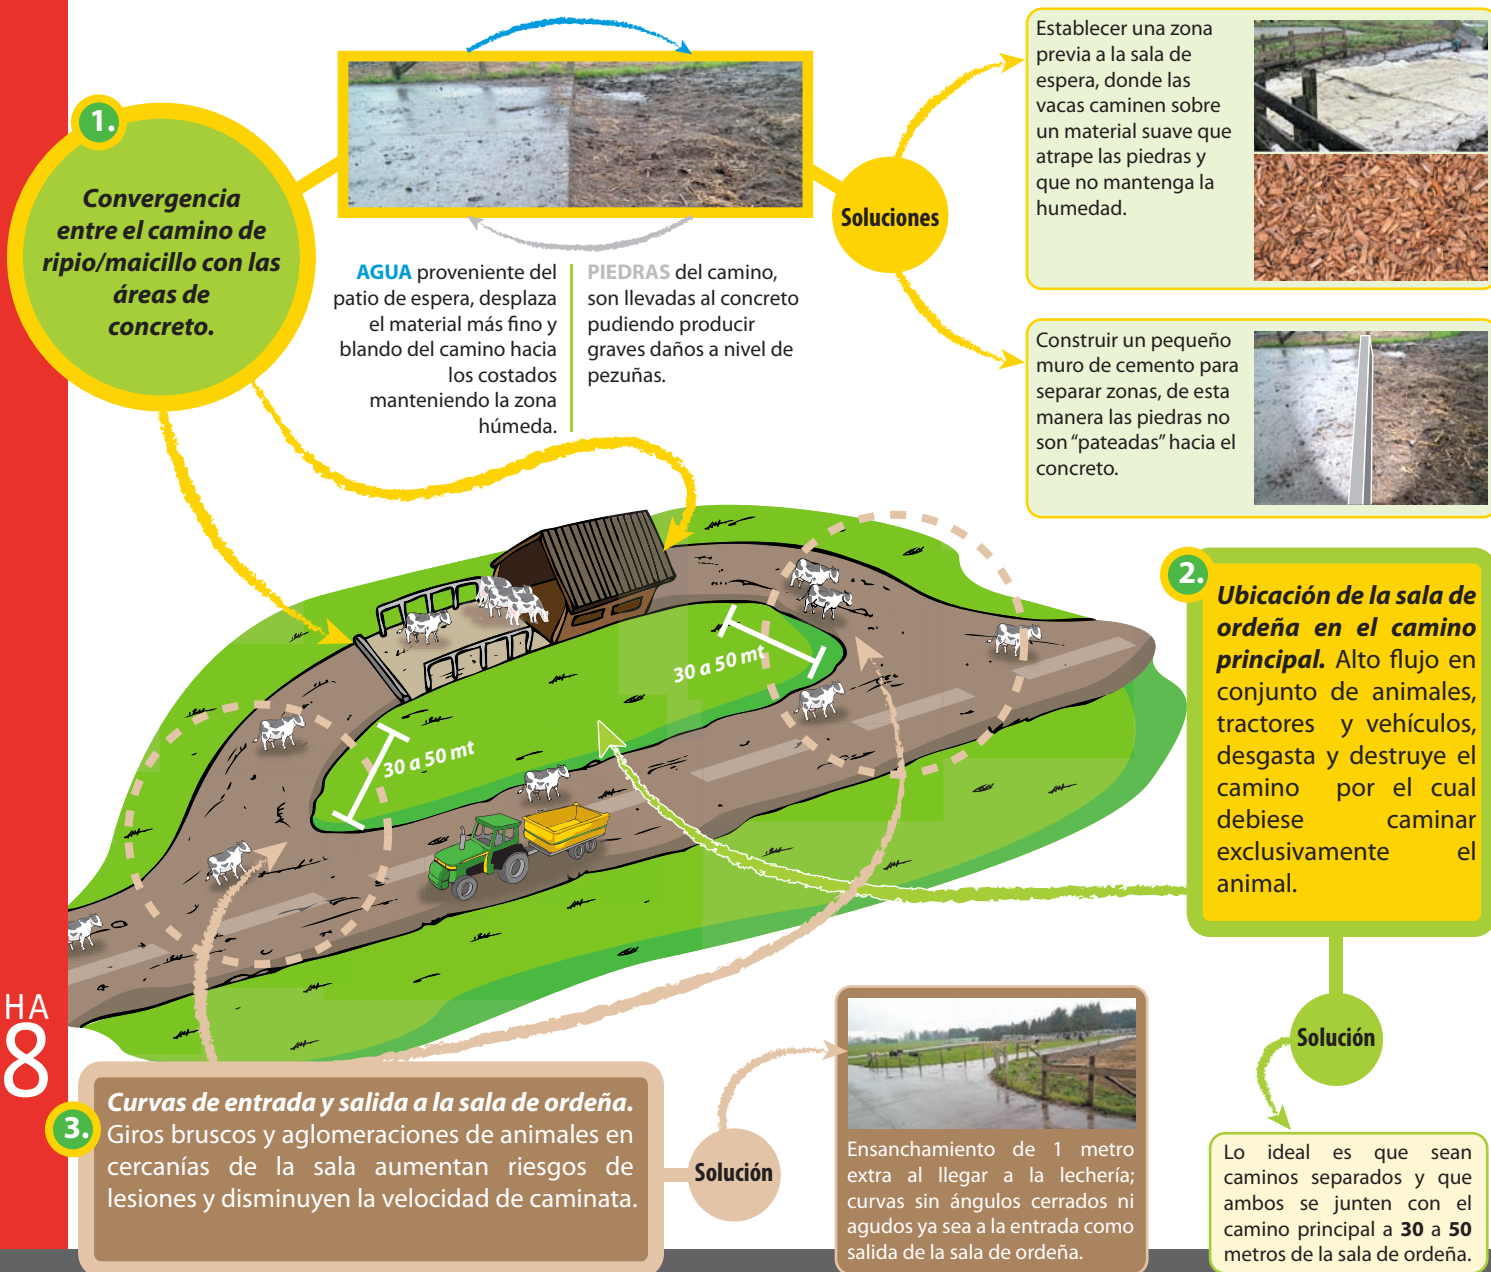 1.
Convergencia
entre el camino de
ripio/maicillo con las
áreas de
concreto.
AGUA proveniente del
patio de espera, desplaza
el material más fino y
blando del camino hacia
los costados
manteniendo la zona
húmeda.
PIEDRAS del camino,
son llevadas al concreto
pudiendo producir
graves daños a nivel de
pezuñas.
Soluciones
Establecer una zona
previa a la sala de
espera, donde las
vacas caminen sobre
un material suave que
atrape las piedras y
que no mantenga la
humedad.
Construir un pequeño
muro de cemento para
separar zonas, de esta
manera las piedras no
son “pateadas” hacia el
concreto.
30 a 50 mt
30 a 50 mt
2.
Ubicación de la sala de
ordeña en el camino
principal. Alto flujo en
conjunto de animales,
tractores y vehículos,
desgasta y destruye el
camino por el cual
debiese caminar
exclusivamente el
animal.
Solución
Lo ideal es que sean
caminos separados y que
ambos se junten con el
camino principal a 30 a 50
metros de la sala de ordeña.
HA
8
3.
Curvas de entrada y salida a la sala de ordeña.
Giros bruscos y aglomeraciones de animales en
cercanías de la sala aumentan riesgos de
lesiones y disminuyen la velocidad de caminata.
Solución
Ensanchamiento de 1 metro
extra al llegar a la lechería;
curvas sin ángulos cerrados ni
agudos ya sea a la entrada como
salida de la sala de ordeña.